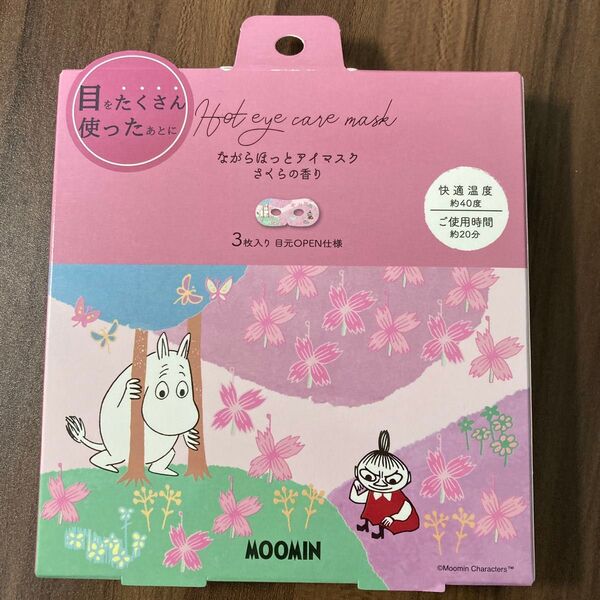 目をたくさん
使ったあとに
Hot eye care mask
ながらほっとアイマスク
さくらの香り
3枚入り 目元OPEN仕様
快適温度
約40度
ご使用時間
約20分
MOOMIN
©Moomin Characters™